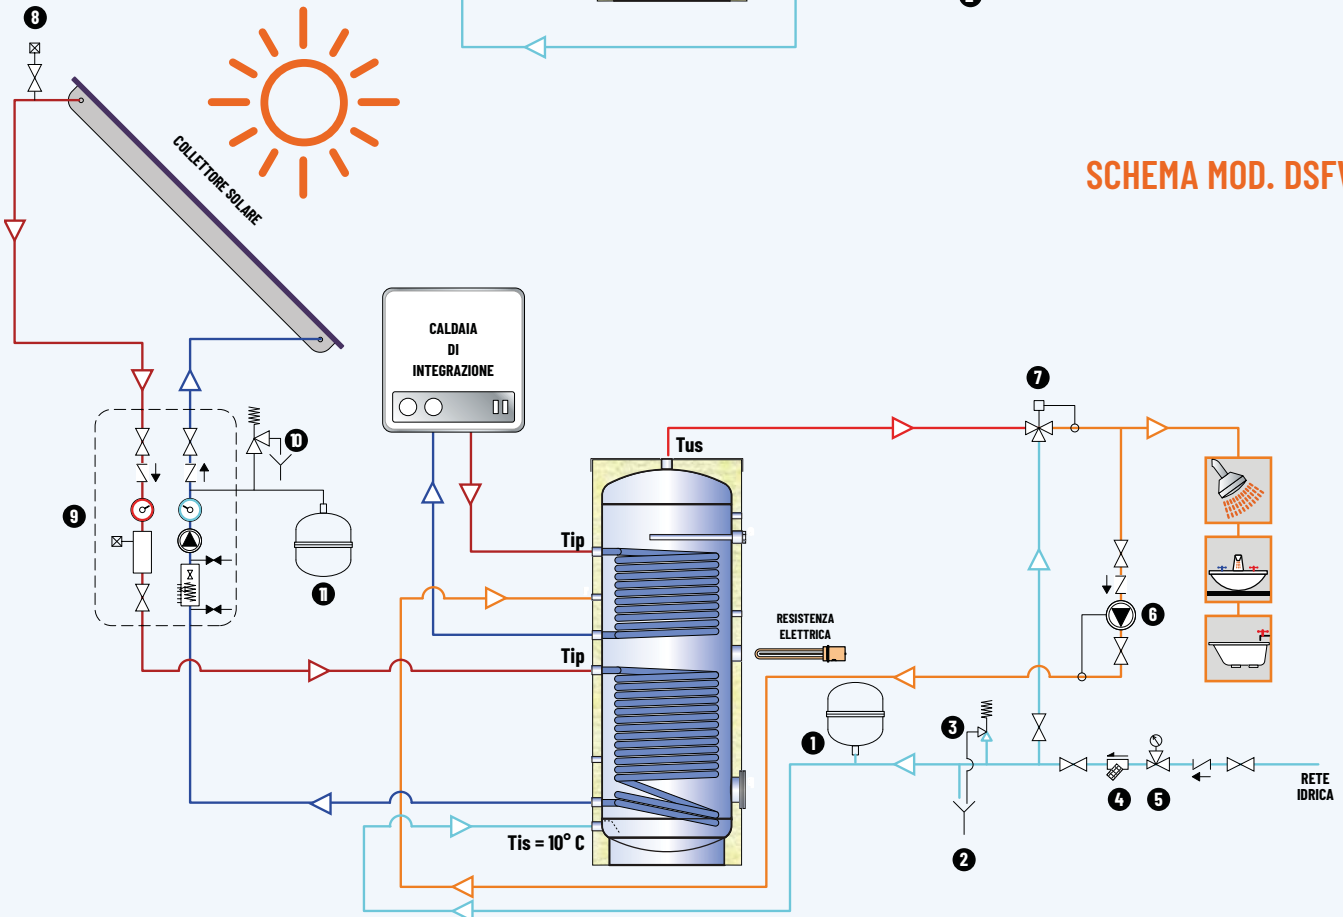 8
COLLETTORE SOLARE
SCHEMA MOD.
CALDAIA
DI
INTEGRAZIONE
7
Tus
10
9
Tip
11
RESISTENZA
ELETTRICA
6
Tip
3
1
4
5
RETE
IDRICA
Tis = 10° C
2